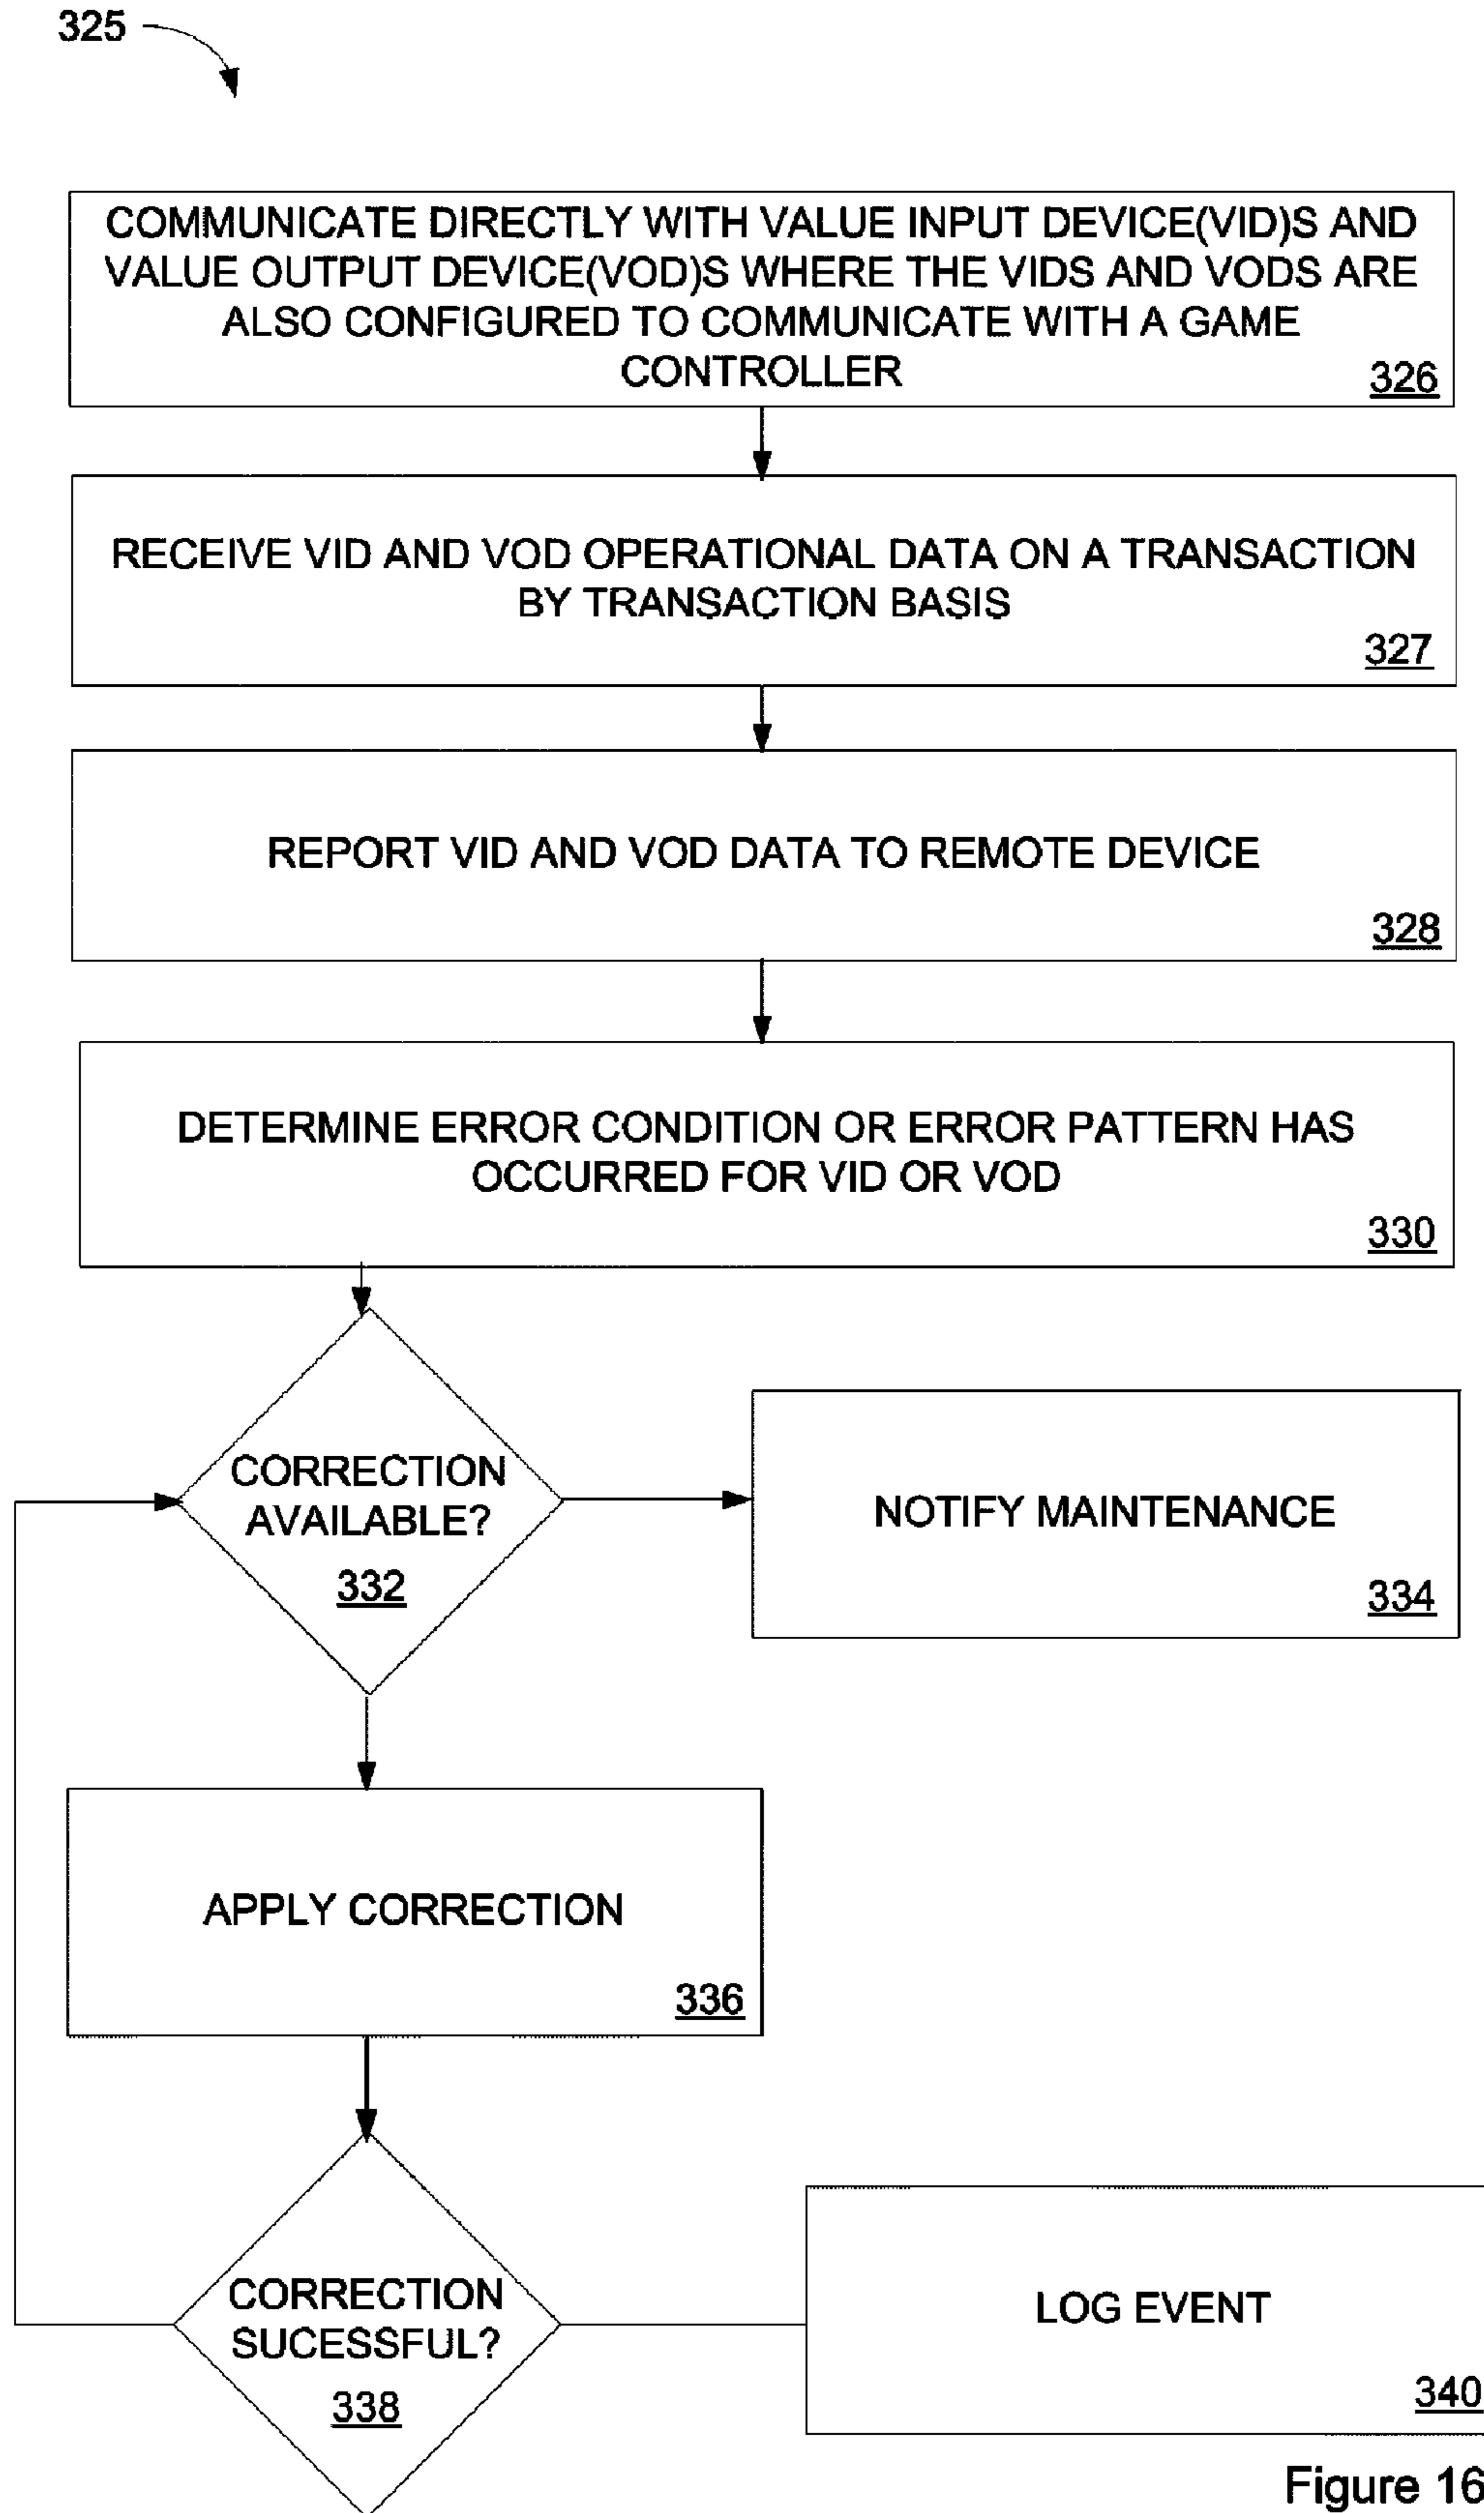 325
COMMUNICATE DIRECTLY WITH VALUE INPUT DEVICE(VID)S AND
VALUE OUTPUT DEVICE(VOD)S WHERE THE VIDS AND VODS ARE
ALSO CONFIGURED TO COMMUNICATE WITH A GAME
CONTROLLER
326
RECEIVE VID AND VOD OPERATIONAL DATA ON A TRANSACTION
BY TRANSACTION BASIS
327
REPORT VID AND VOD DATA TO REMOTE DEVICE
328
DETERMINE ERROR CONDITION OR ERROR PATTERN HAS
OCCURRED FOR VID OR VOD
330
CORRECTION
AVAILABLE?
332
NOTIFY MAINTENANCE
334
APPLY CORRECTION
336
CORRECTION
SUCESSFUL?
338
LOG EVENT
340
Figure 16